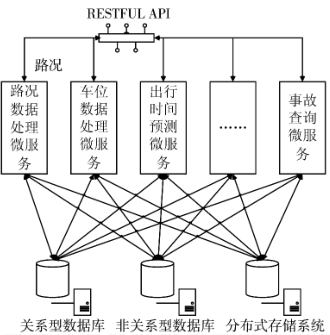 RESTFUL API
路况
路况
数据
处理
微服
务
车位
数据
处理
微服
务
出行
时间
预测
微服
务
……
事故
查询
微服
务
关系型数据库
非关系型数据库
分布式存储系统